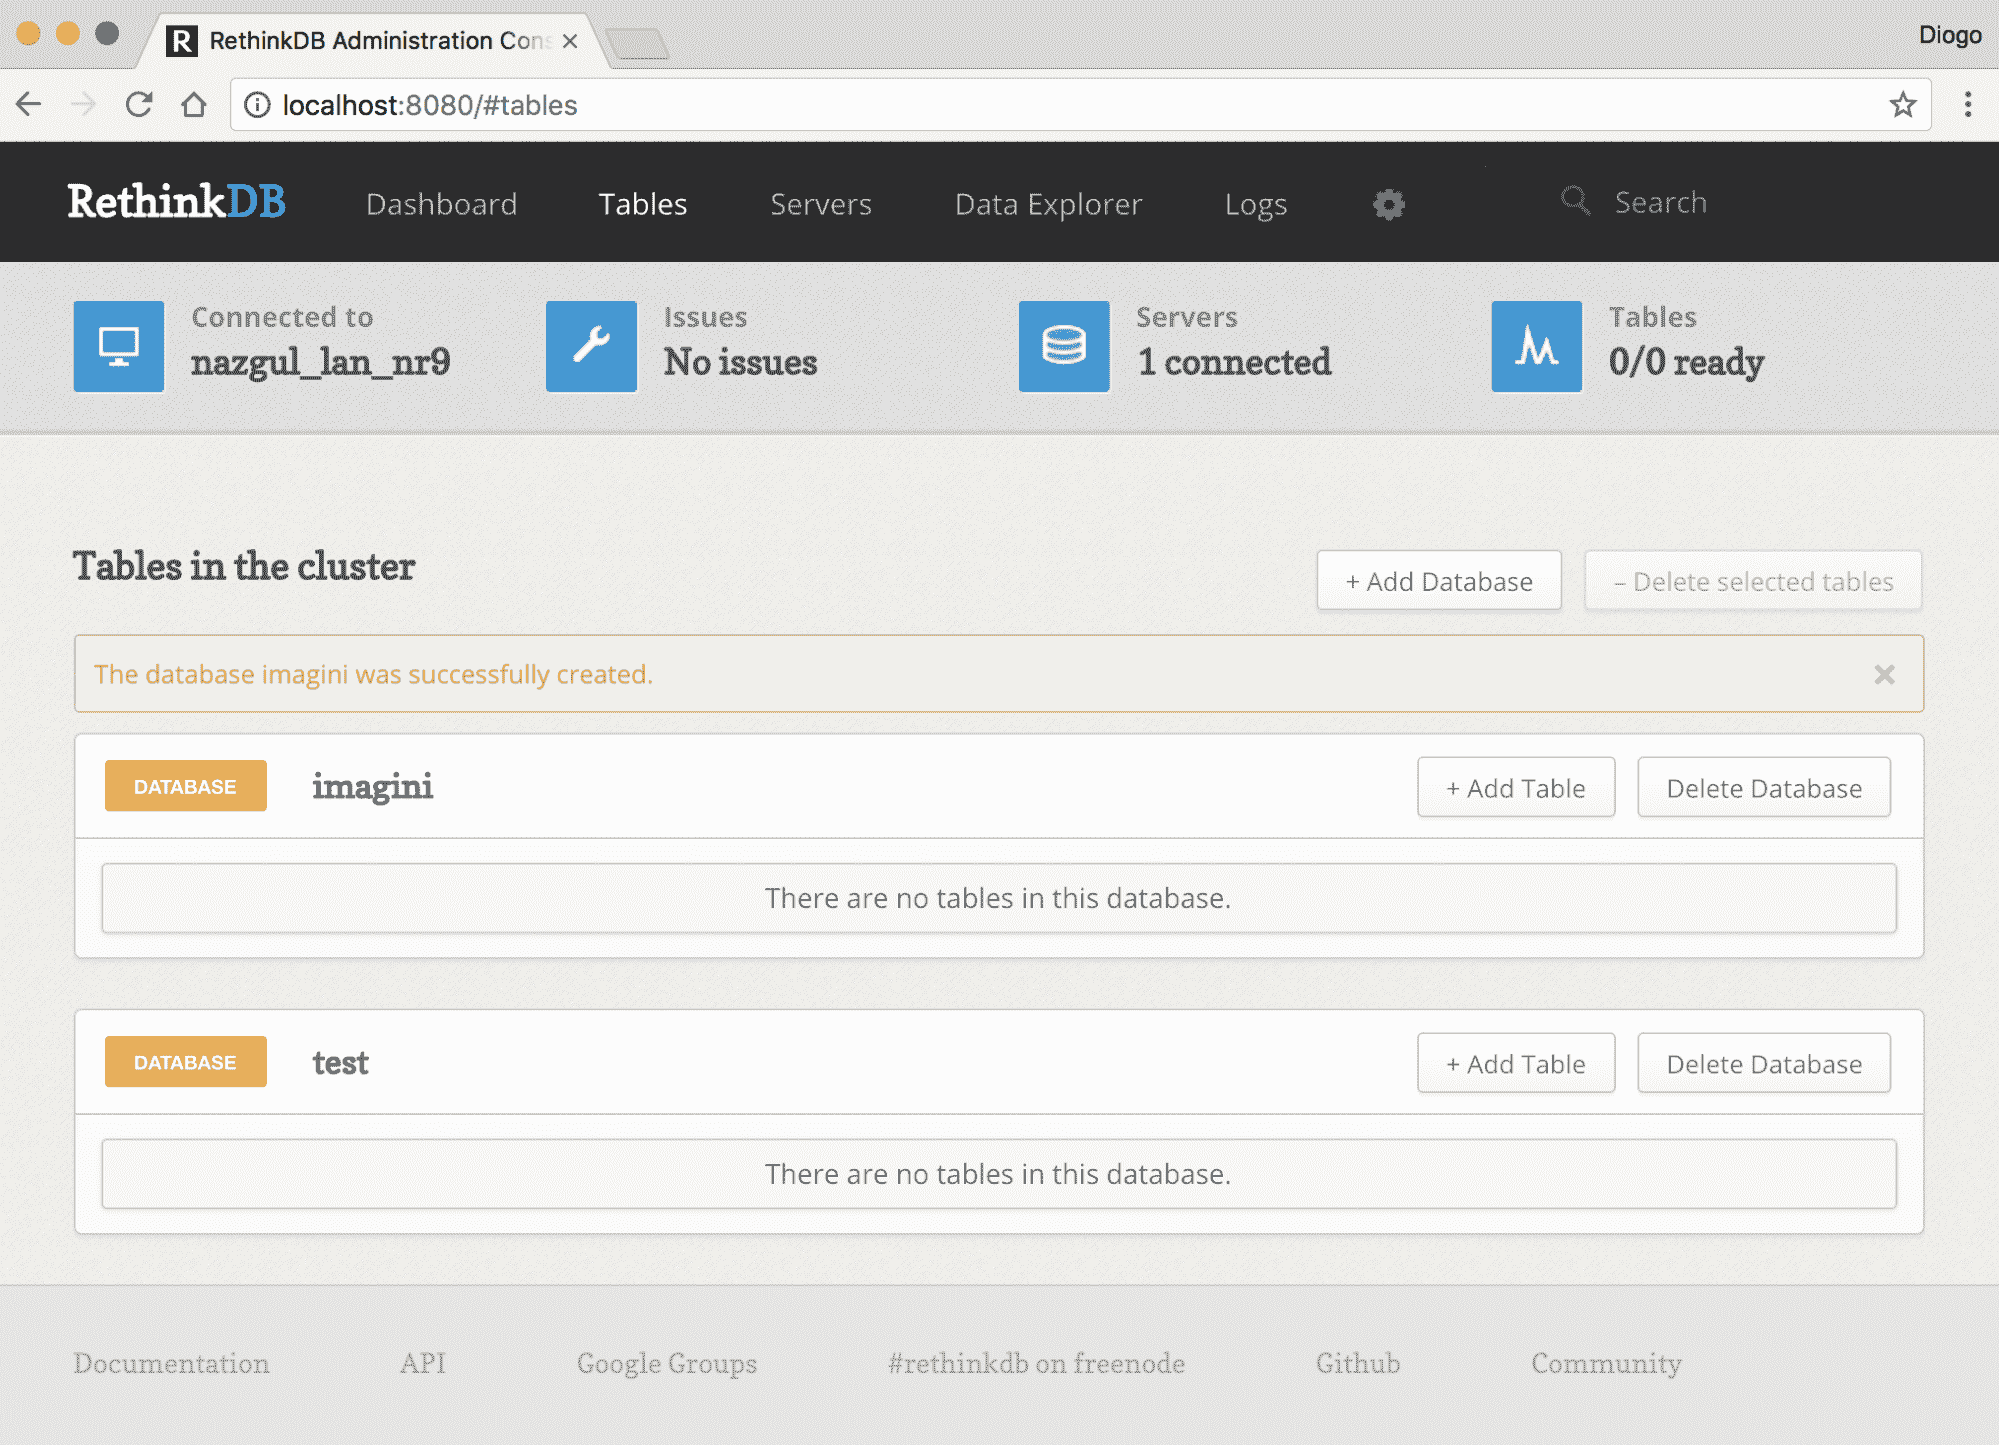 RethinkDB Administration Cons
Diogo
localhost:8080/#tables
RethinkDB Dashboard Tables Servers Data Explorer Logs Search
Connected to
nazgul_lan_nr9
Issues
No issues
Servers
1 connected
Tables
0/0 ready
Tables in the cluster
+ Add Database
– Delete selected tables
The database imagini was successfully created.
DATABASE imagini + Add Table Delete Database
There are no tables in this database.
DATABASE test + Add Table Delete Database
There are no tables in this database.
Documentation API Google Groups #rethinkdb on freenode Github Community